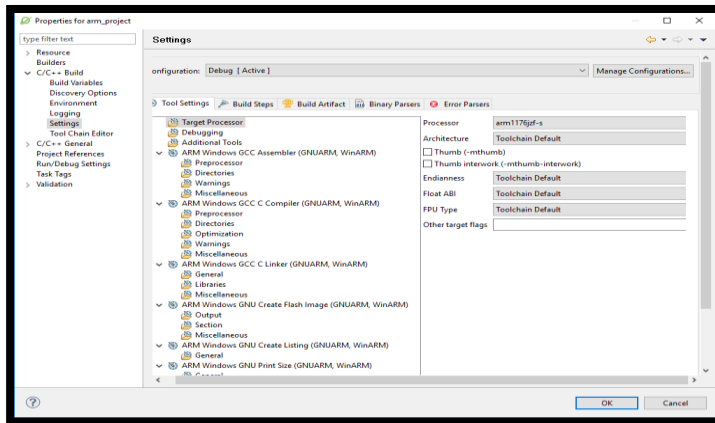 Properties for arm_project
type filter text
Resource
Builders
C/C++ Build
Build Variables
Discovery Options
Environment
Logging
Settings
Tool Chain Editor
C/C++ General
Project References
Run/Debug Settings
Task Tags
Validation
Settings
onfiguration: Debug [ Active ]
Manage Configurations...
Tool Settings Build Steps Build Artifact Binary Parsers Error Parsers
Target Processor
Debugging
Additional Tools
ARM Windows GCC Assembler (GNUARM, WinARM)
Preprocessor
Directories
Warnings
Miscellaneous
ARM Windows GCC C Compiler (GNUARM, WinARM)
Preprocessor
Directories
Optimization
Warnings
Miscellaneous
ARM Windows GCC C Linker (GNUARM, WinARM)
General
Libraries
Miscellaneous
ARM Windows GNU Create Flash Image (GNUARM, WinARM)
Output
Section
Miscellaneous
ARM Windows GNU Create Listing (GNUARM, WinARM)
General
ARM Windows GNU Print Size (GNUARM, WinARM)
General
Processor arm1176jzf-s
Architecture Toolchain Default
Thumb (-mthumb)
Thumb interwork (-mthumb-interwork)
Endianness Toolchain Default
Float ABI Toolchain Default
FPU Type Toolchain Default
Other target flags
OK Cancel